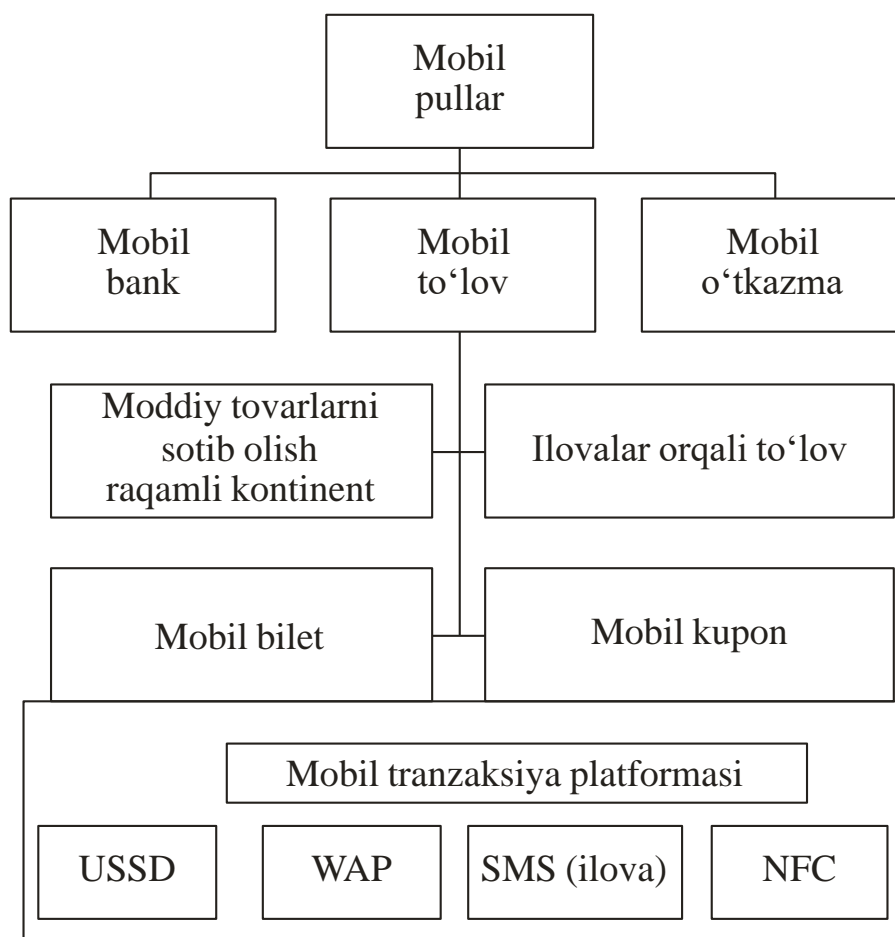 Mobil
pullar
Mobil
bank
Mobil
to‘lov
Mobil
o‘tkazma
Moddiy tovarlarni
sotib olish
raqamli kontinent
Ilovalar orqali to‘lov
Mobil bilet
Mobil kupon
Mobil tranzaksiya platformasi
USSD
WAP
SMS (ilova)
NFC